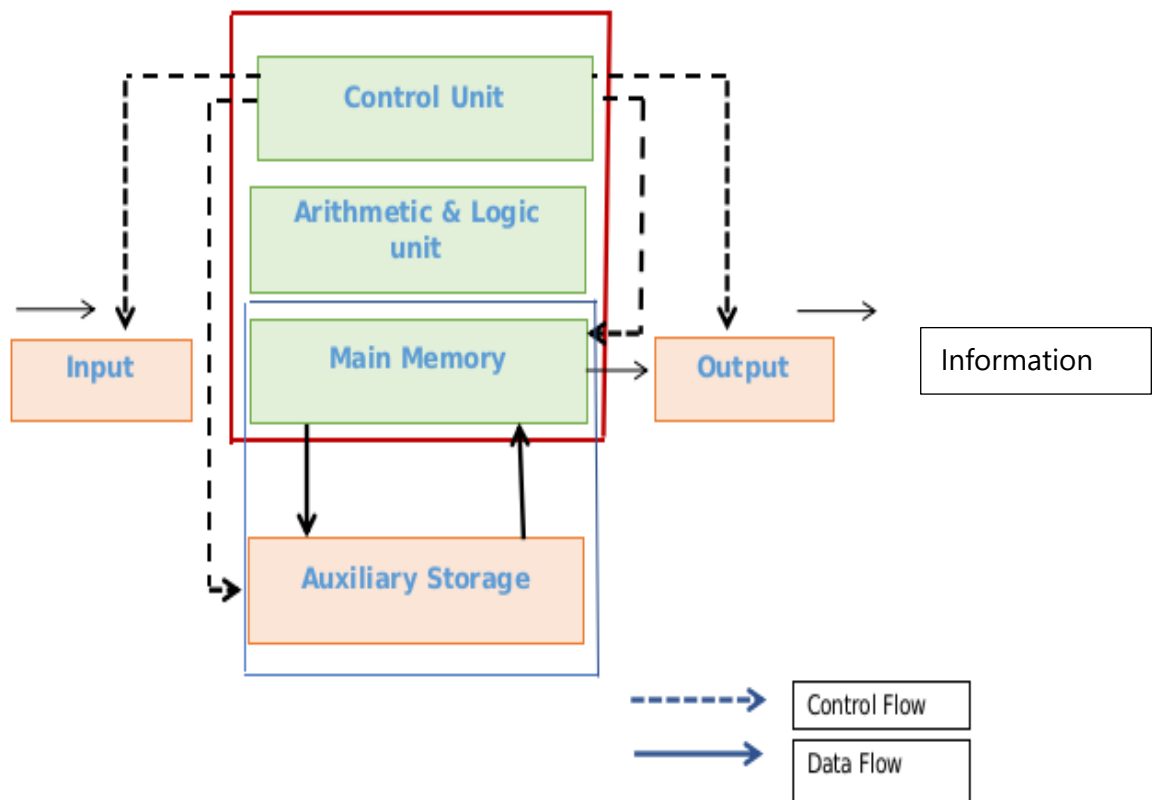 Control Unit
Arithmetic & Logic
unit
Main Memory
Input
Output
Information
Auxiliary Storage
Control Flow
Data Flow